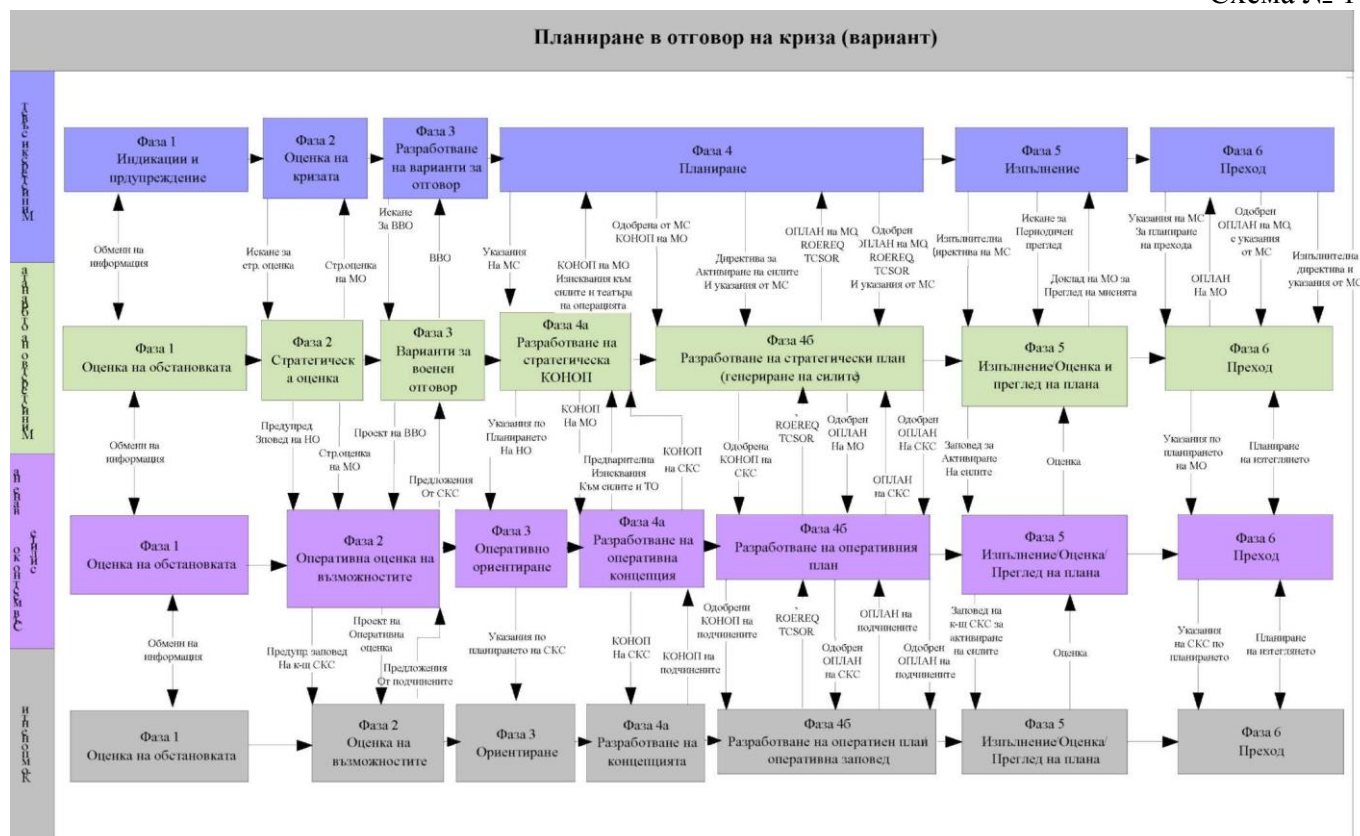 Схема № 1
Планиране в отговор на криза (вариант)
Министерски съвет
Фаза 1
Индикации и
прдупреждение
Фаза 2
Оценка на
кризата
Фаза 3
Разработване
на варианти за
отговор
Фаза 4
Планиране
Фаза 5
Изпълнение
Фаза 6
Преход
Обмени на
информация
Искане за
стр. оценка
Стр.оценка
на МО
Искане
За ВВО
ВВО
Указания
На МС
КОНОП на МО
Изисквания към
силите и театъра
на операцията
Одобрена от МС
КОНОП на МО
Директива за
Активиране на силите
И указания от МС
ОПЛАН на МО,
ROEREQ
TCSOR
Одобрен
ОПЛАН на МО,
ROEREQ,
TCSOR
И указания от МС
Изпълнителна
Директива на МС
Искане за
Периодичен
преглед
Доклад на МО за
Преглед на мисията
Указания на МС
За планиране
на прехода
ОПЛАН
На МО
Одобрен
ОПЛАН на МО,
с указания
от МС
Изпълнителна
директива и
указания от МС
Министерство на отбраната
Фаза 1
Оценка на обстановката
Фаза 2
Стратегическ
а оценка
Фаза 3
Варианти за
военен
отговор
Фаза 4а
Разработване на
стратегическа
КОНОП
Фаза 4б
Разработване на стратегически план
(генериране на силите)
Фаза 5
Изпълнение/Оценка и
преглед на плана
Фаза 6
Преход
Обмени на
информация
Предупред
Зповед на НО
Стр.оценка
на МО
Проект на ВВО
Предложения
От СКС
Указания по
Планирането
На НО
КОНОП
На МО
Предварителна
Изисквания
Към силите и ТО
КОНОП
на СКС
Одобрена
КОНОП на
СКС
ROEREQ
TCSOR
Одобрен
ОПЛАН
на МО
ОПЛАН
на СКС
Одобрен
ОПЛАН
На СКС
Заповед за
Активиране
На силите
Оценка
Указания по
планирането
на МО
Планиране
на изтеглянето
Фаза 1
Оценка на обстановката
Фаза 2
Оперативна оценка на
възможностите
Фаза 3
Оперативно
ориентиране
Фаза 4а
Разработване на
оперативна
концепция
Фаза 4б
Разработване на оперативния
план
Фаза 5
Изпълнение/Оценка/
Преглед на плана
Фаза 6
Преход
Обмени на
информация
Предупр.заповед
На к-щ СКС
Проект на
Оперативна
оценка
Предложения
От подчинените
Указания по
планирането на СКС
КОНОП
На СКС
КОНОП на
подчинените
Одобрени
КОНОП на
подчинените
ROEREQ
TCSOR
Одобрен
ОПЛАН
на СКС
ОПЛАН на
подчинените
Одобрен
ОПЛАН на
подчинените
Заповед на
к-щ СКС за
активиране
на силите
Оценка
Указания
на СКС по
планирането
Планиране
на изтеглянето
Компоненти
Фаза 1
Оценка на обстановката
Фаза 2
Оценка на
възможностите
Фаза 3
Ориентиране
Фаза 4а
Разработване на
концепцията
Фаза 4б
Разработване на оператиен плай
оперативна заповед
Фаза 5
Изпълнение/Оценка/
Преглед на плана
Фаза 6
Преход